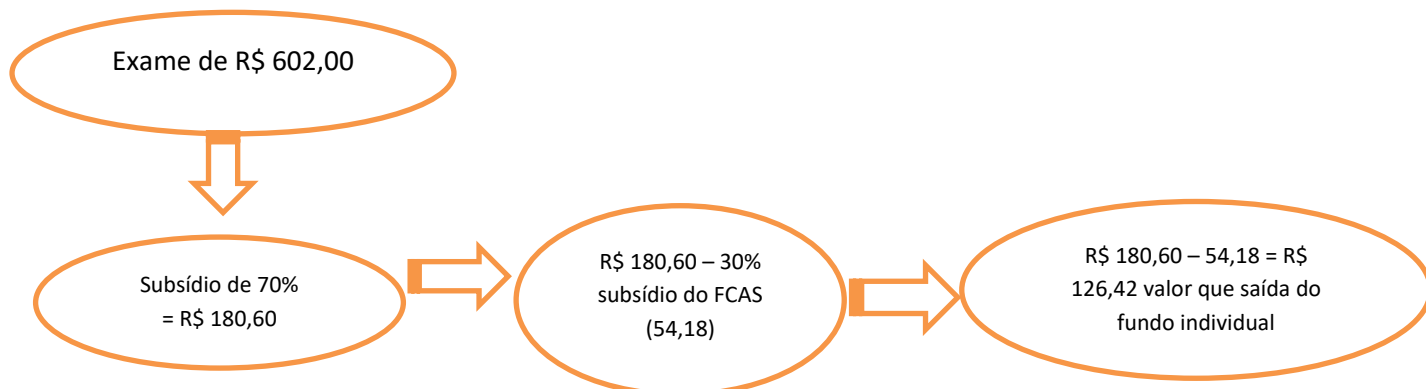 Exame de R$ 602,00
Subsídio de 70%
= R$ 180,60
R$ 180,60 – 30%
subsídio do FCAS
(54,18)
R$ 180,60 – 54,18 = R$
126,42 valor que saída do
fundo individual